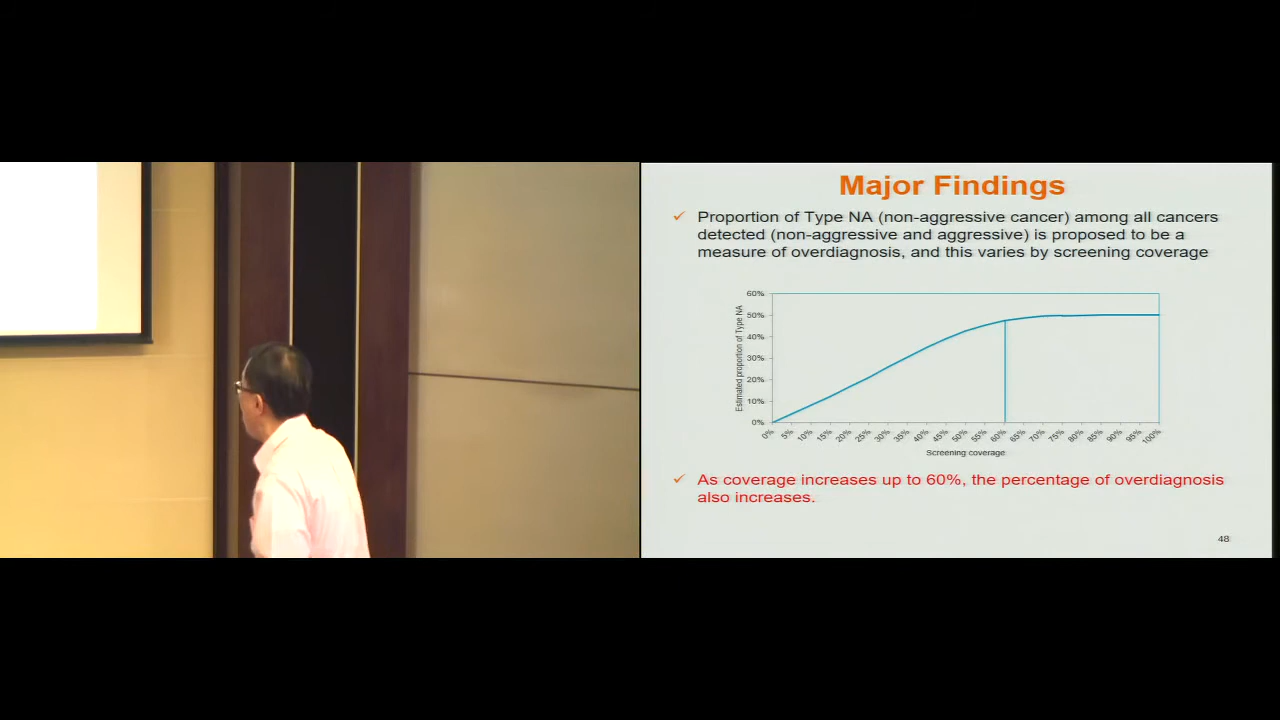 Major Findings
✓ Proportion of Type NA (non-aggressive cancer) among all cancers
detected (non-aggressive and aggressive) is proposed to be a
measure of overdiagnosis, and this varies by screening coverage
60%
50%
40%
30%
20%
10%
0%
Estimated proportion of Type NA
0% 5% 10% 15% 20% 25% 30% 35% 40% 45% 50% 55% 60% 65% 70% 75% 80% 85% 90% 95% 100%
Screening coverage
✓ As coverage increases up to 60%, the percentage of overdiagnosis
also increases.
48